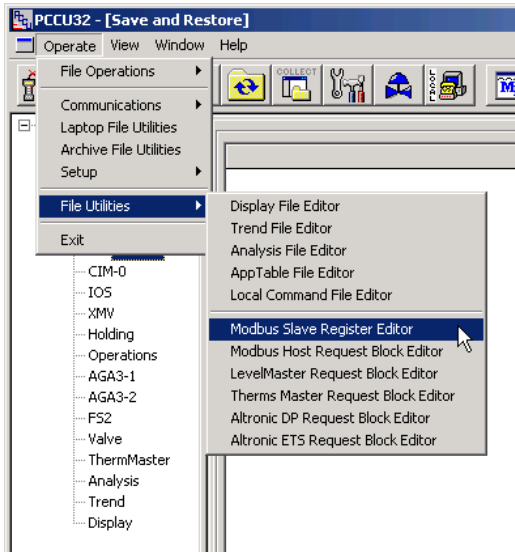 PCCU32 - [Save and Restore]
Operate View Window Help
File Operations
Communications
Laptop File Utilities
Archive File Utilities
Setup
File Utilities
Exit
COLLECT
LOCAL
Display File Editor
Trend File Editor
Analysis File Editor
AppTable File Editor
Local Command File Editor
Modbus Slave Register Editor
Modbus Host Request Block Editor
LevelMaster Request Block Editor
Therms Master Request Block Editor
Altronic DP Request Block Editor
Altronic ETS Request Block Editor
CIM-0
IOS
XMV
Holding
Operations
AGA3-1
AGA3-2
FS2
Valve
ThermMaster
Analysis
Trend
Display